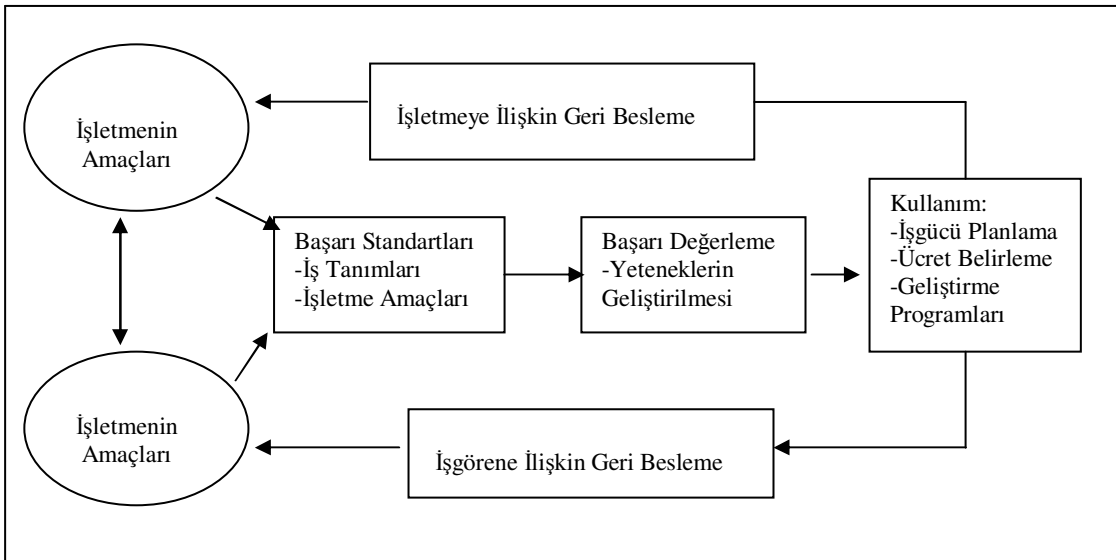 İşletmenin
Amaçları
İşletmeye İlişkin Geri Besleme
Başarı Standartları
-İş Tanımları
-İşletme Amaçları
Başarı Değerleme
-Yeteneklerin
Geliştirilmesi
Kullanım:
-İşgücü Planlama
-Ücret Belirleme
-Geliştirme
Programları
İşletmenin
Amaçları
İşgörene İlişkin Geri Besleme